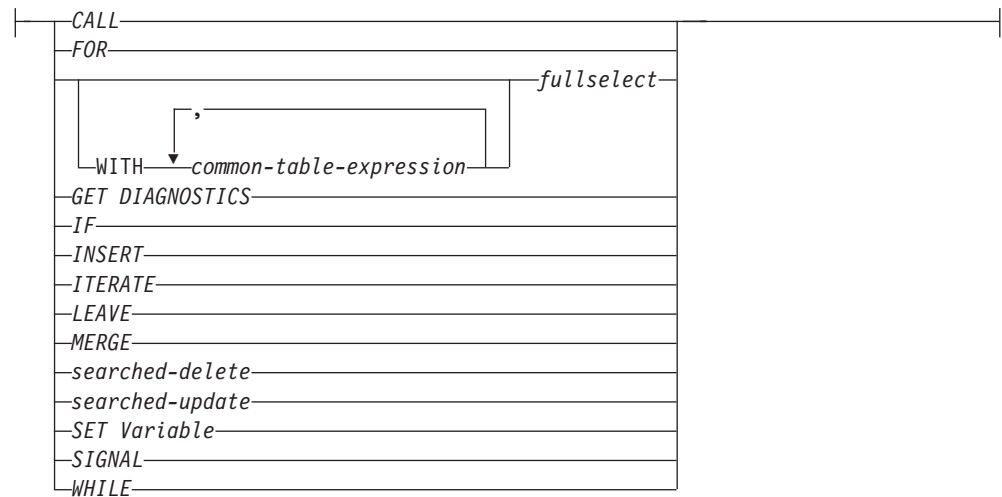 CALL
FOR
fullselect
,
WITH common-table-expression
GET DIAGNOSTICS
IF
INSERT
ITERATE
LEAVE
MERGE
searched-delete
searched-update
SET Variable
SIGNAL
WHILE